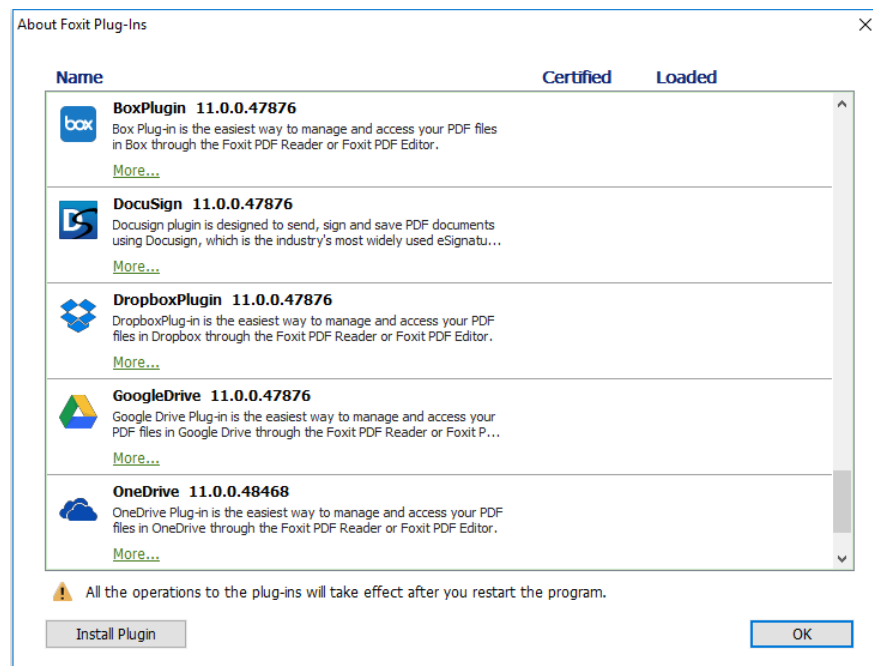 About Foxit Plug-Ins
Name Certified Loaded
box
BoxPlugin 11.0.0.47876
Box Plug-in is the easiest way to manage and access your PDF files
in Box through the Foxit PDF Reader or Foxit PDF Editor.
More...
DS
DocuSign 11.0.0.47876
Docusign plugin is designed to send, sign and save PDF documents
using Docusign, which is the industry's most widely used eSignatu...
More...
DropboxPlugin 11.0.0.47876
DropboxPlug-in is the easiest way to manage and access your PDF
files in Dropbox through the Foxit PDF Reader or Foxit PDF Editor.
More...
GoogleDrive 11.0.0.47876
Google Drive Plug-in is the easiest way to manage and access your
PDF files in Google Drive through the Foxit PDF Reader or Foxit P...
More...
OneDrive 11.0.0.48468
OneDrive Plug-in is the easiest way to manage and access your PDF
files in OneDrive through the Foxit PDF Reader or Foxit PDF Editor.
More...
All the operations to the plug-ins will take effect after you restart the program.
Install Plugin OK